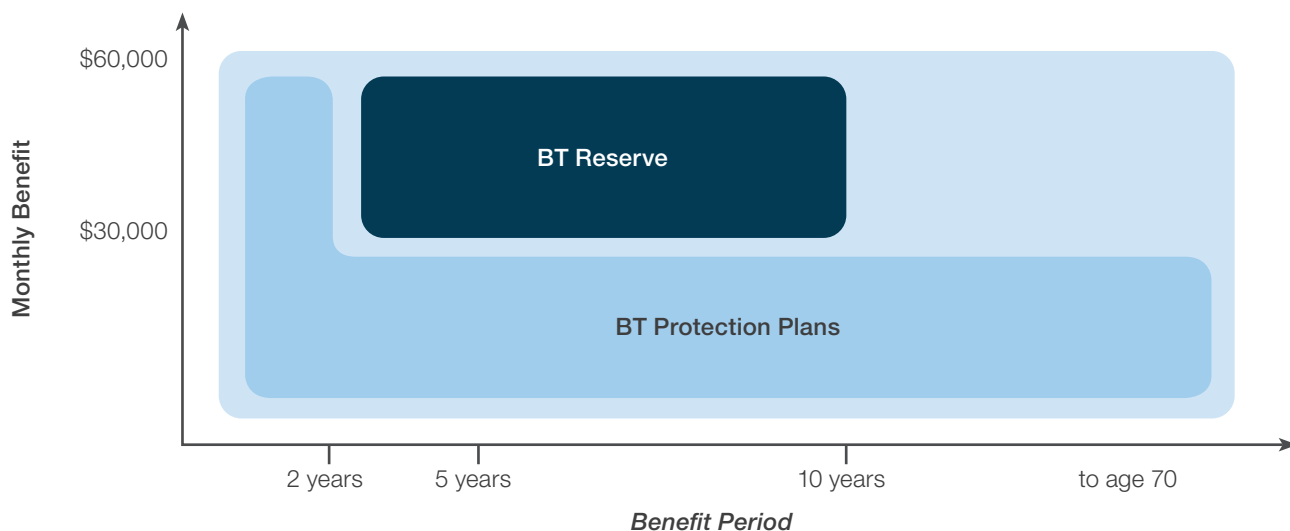 $60,000
BT Reserve
$30,000
Monthly Benefit
BT Protection Plans
2 years
5 years
10 years
to age 70
Benefit Period